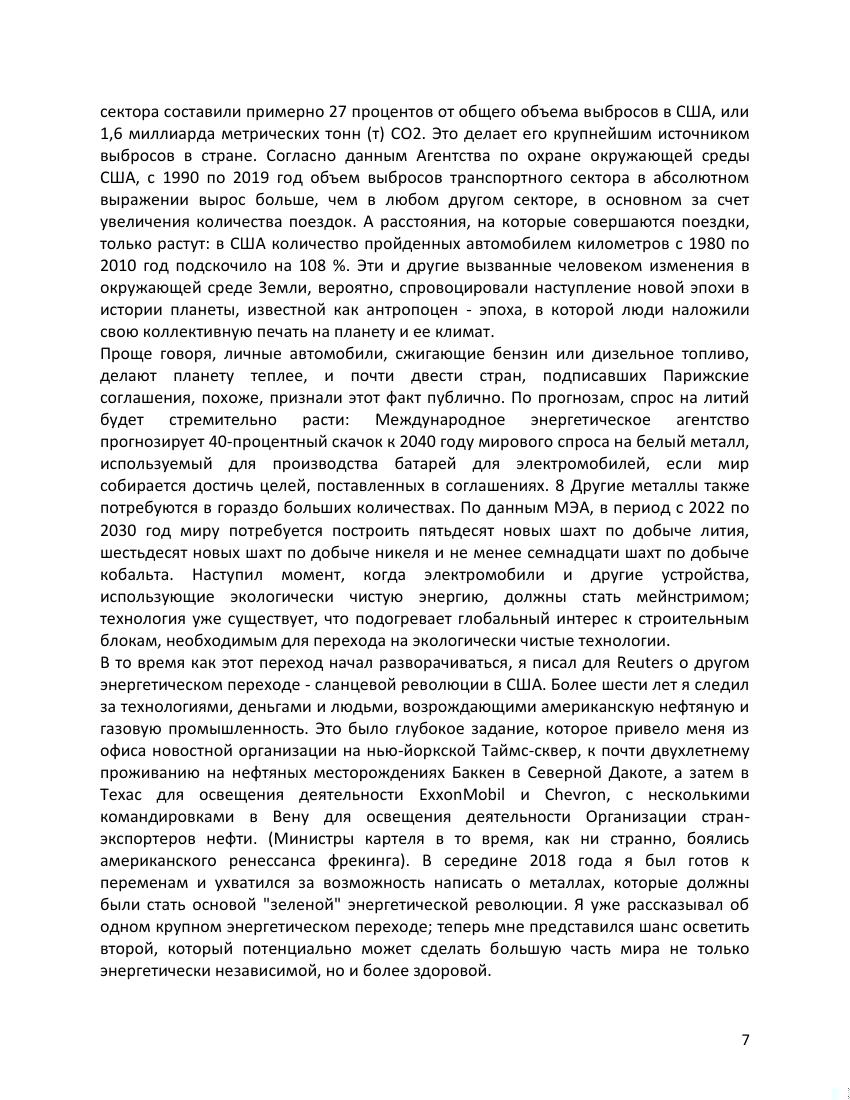 сектора составили примерно 27 процентов от общего объема выбросов в США, или
1,6 миллиарда метрических тонн (т) CO2. Это делает его крупнейшим источником
выбросов в стране. Согласно данным Агентства по охране окружающей среды
США, с 1990 по 2019 год объем выбросов транспортного сектора в абсолютном
выражении вырос больше, чем в любом другом секторе, в основном за счет
увеличения количества поездок. А расстояния, на которые совершаются поездки,
только растут: в США количество пройденных автомобилем километров с 1980 по
2010 год подскочило на 108 %. Эти и другие вызванные человеком изменения в
окружающей среде Земли, вероятно, спровоцировали наступление новой эпохи в
истории планеты, известной как антропоцен - эпоха, в которой люди наложили
свою коллективную печать на планету и ее климат.
Проще говоря, личные автомобили, сжигающие бензин или дизельное топливо,
делают планету теплее, и почти двести стран, подписавших Парижские
соглашения, похоже, признали этот факт публично. По прогнозам, спрос на литий
будет стремительно расти: Международное энергетическое агентство
прогнозирует 40-процентный скачок к 2040 году мирового спроса на белый металл,
используемый для производства батарей для электромобилей, если мир
собирается достичь целей, поставленных в соглашениях. 8 Другие металлы также
потребуются в гораздо больших количествах. По данным МЭА, в период с 2022 по
2030 год миру потребуется построить пятьдесят новых шахт по добыче лития,
шестьдесят новых шахт по добыче никеля и не менее семнадцати шахт по добыче
кобальта. Наступил момент, когда электромобили и другие устройства,
использующие экологически чистую энергию, должны стать мейнстримом;
технология уже существует, что подогревает глобальный интерес к строительным
блокам, необходимым для перехода на экологически чистые технологии.
В то время как этот переход начал разворачиваться, я писал для Reuters о другом
энергетическом переходе - сланцевой революции в США. Более шести лет я следил
за технологиями, деньгами и людьми, возрождающими американскую нефтяную и
газовую промышленность. Это было глубокое задание, которое привело меня из
офиса новостной организации на нью-йоркской Таймс-сквер, к почти двухлетнему
проживанию на нефтяных месторождениях Баккен в Северной Дакоте, а затем в
Техас для освещения деятельности ExxonMobil и Chevron, с несколькими
командировками в Вену для освещения деятельности Организации стран-
экспортеров нефти. (Министры картеля в то время, как ни странно, боялись
американского ренессанса фрекинга). В середине 2018 года я был готов к
переменам и ухватился за возможность написать о металлах, которые должны
были стать основой "зеленой" энергетической революции. Я уже рассказывал об
одном крупном энергетическом переходе; теперь мне представился шанс осветить
второй, который потенциально может сделать большую часть мира не только
энергетически независимой, но и более здоровой.
7